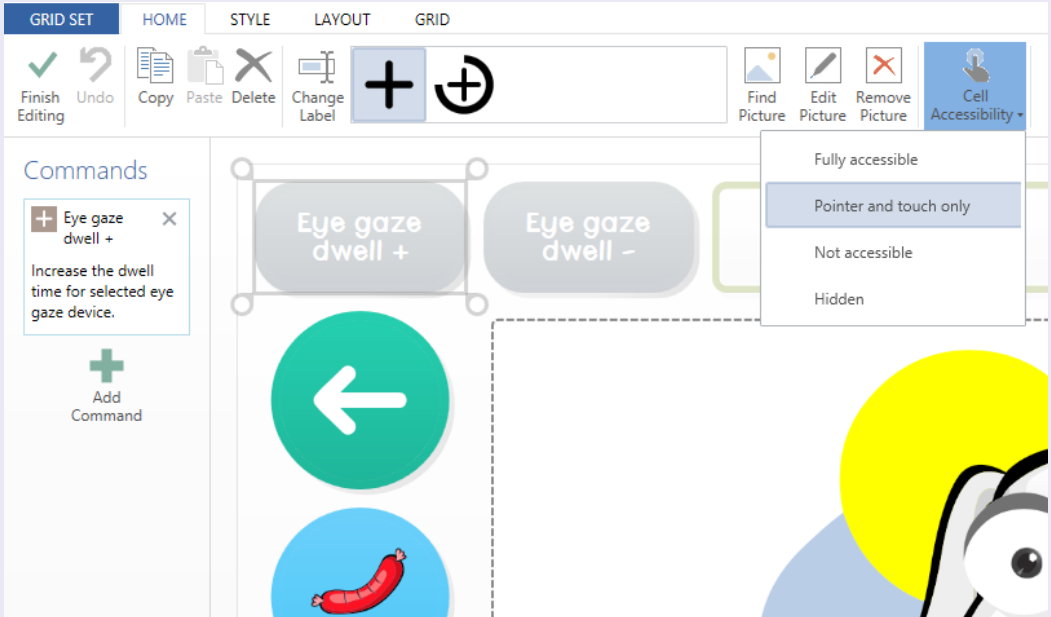 GRID SET HOME STYLE LAYOUT GRID
Finish
Editing
Undo
Copy
Paste
Delete
Change
Label
Find
Picture
Edit
Picture
Remove
Picture
Cell
Accessibility
Fully accessible
Pointer and touch only
Not accessible
Hidden
Commands
Eye gaze
dwell +
Increase the dwell
time for selected eye
gaze device.
Add
Command
Eye gaze
dwell +
Eye gaze
dwell -